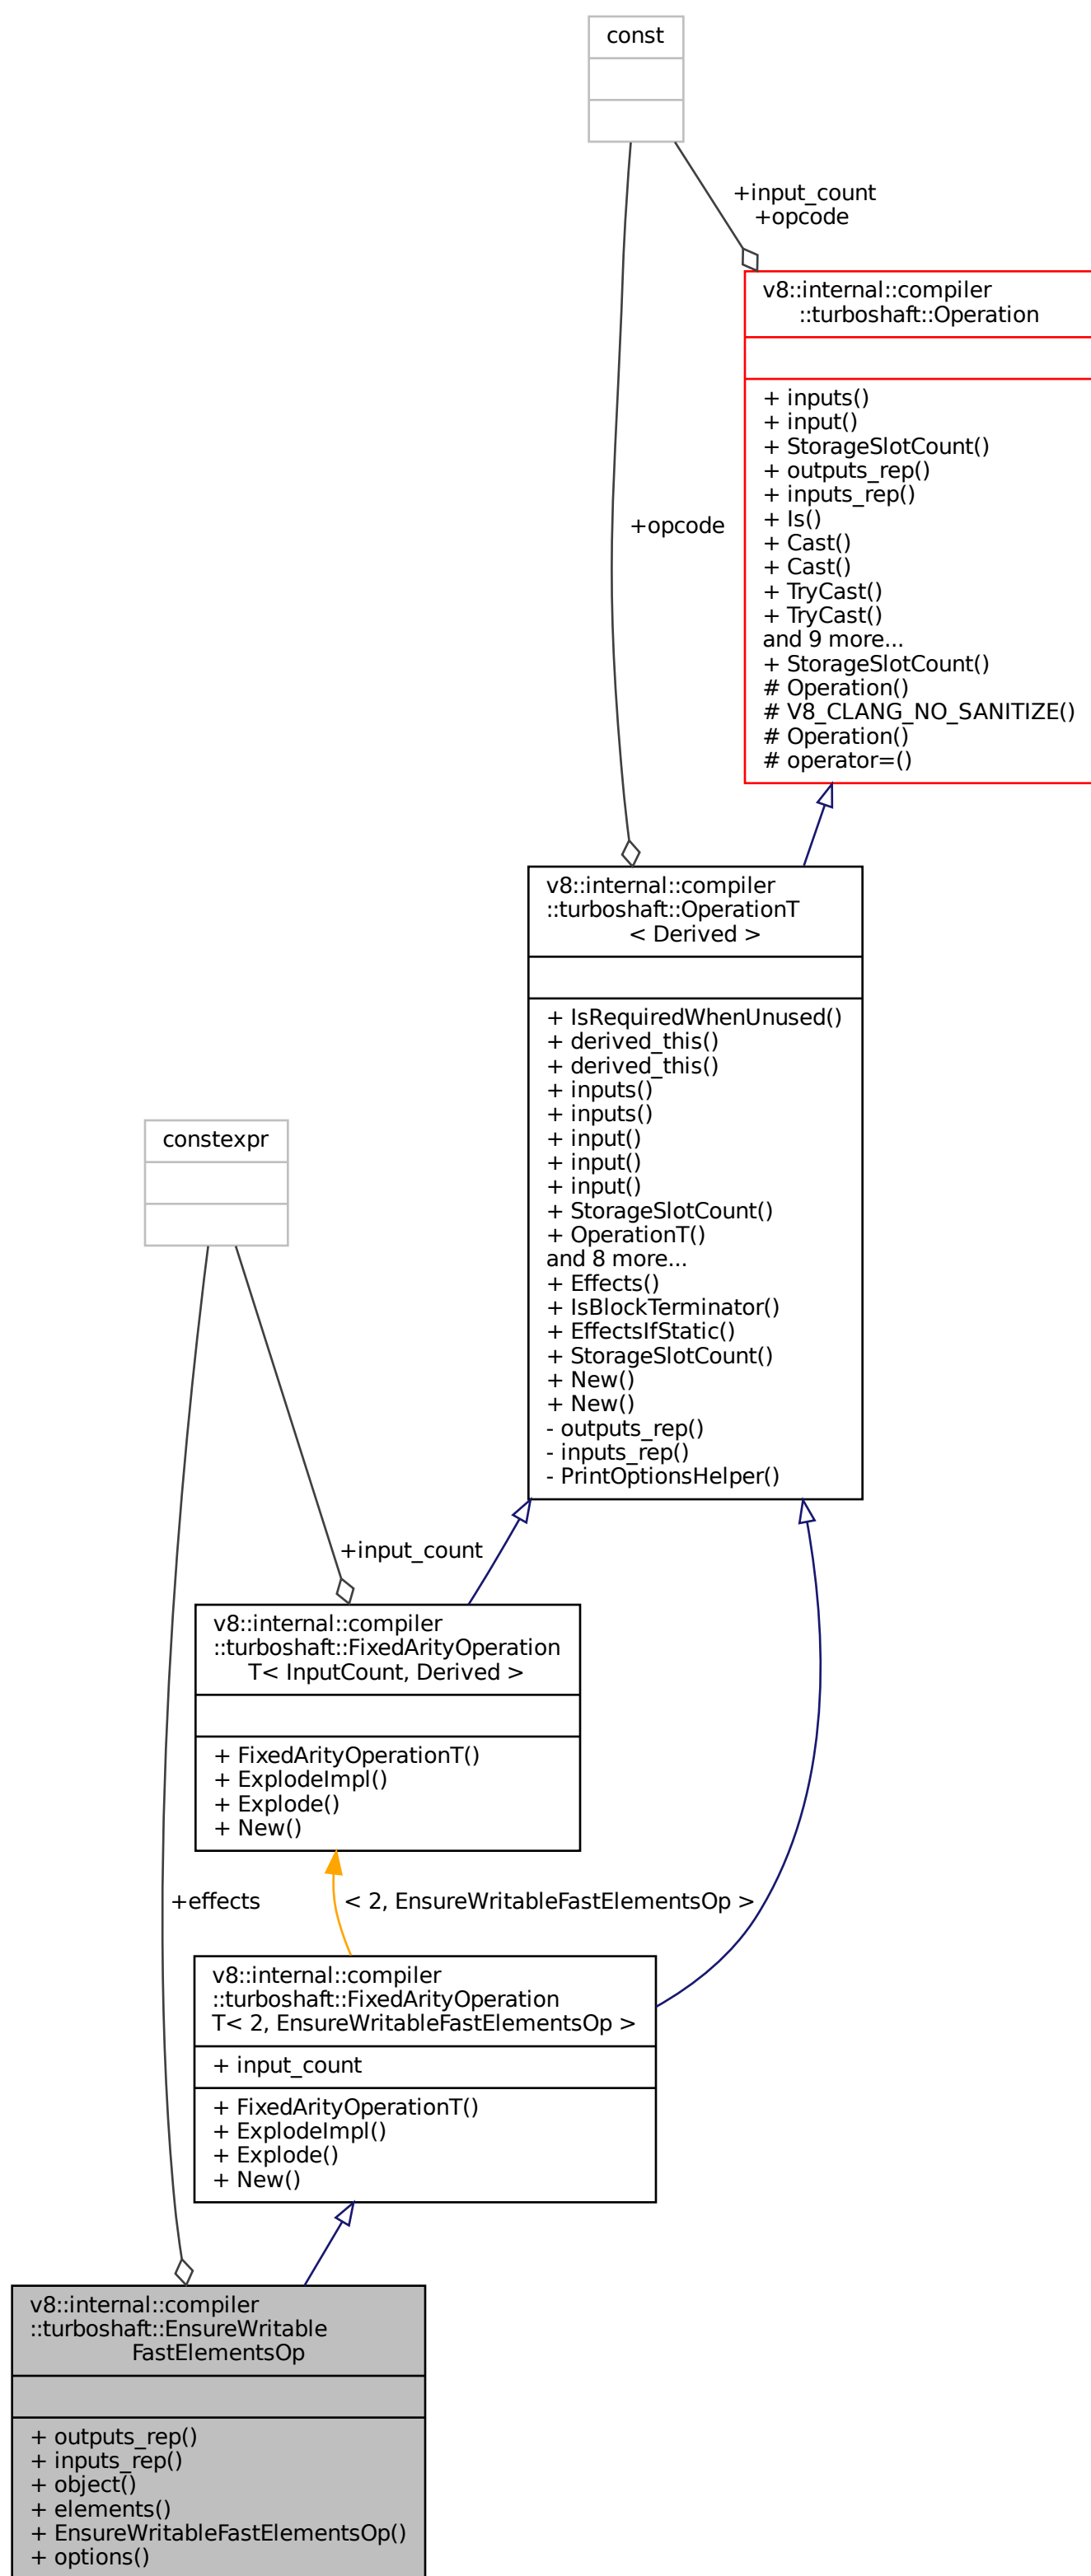 const
+input_count
+opcode
v8::internal::compiler
::turboshaft::Operation
+ inputs()
+ input()
+ StorageSlotCount()
+ outputs_rep()
+ inputs_rep()
+ Is()
+ Cast()
+ Cast()
+ TryCast()
+ TryCast()
and 9 more...
+ StorageSlotCount()
# Operation()
# V8_CLANG_NO_SANITIZE()
# Operation()
# operator=()
+opcode
v8::internal::compiler
::turboshaft::OperationT
< Derived >
+ IsRequiredWhenUnused()
+ derived_this()
+ derived_this()
+ inputs()
+ inputs()
+ input()
+ input()
+ input()
+ StorageSlotCount()
+ OperationT()
and 8 more...
+ Effects()
+ IsBlockTerminator()
+ EffectsIfStatic()
+ StorageSlotCount()
+ New()
+ New()
- outputs_rep()
- inputs_rep()
- PrintOptionsHelper()
constexpr
+input_count
v8::internal::compiler
::turboshaft::FixedArityOperation
T< InputCount, Derived >
+ FixedArityOperationT()
+ ExplodeImpl()
+ Explode()
+ New()
+effects
< 2, EnsureWritableFastElementsOp >
v8::internal::compiler
::turboshaft::FixedArityOperation
T< 2, EnsureWritableFastElementsOp >
+ input_count
+ FixedArityOperationT()
+ ExplodeImpl()
+ Explode()
+ New()
v8::internal::compiler
::turboshaft::EnsureWritable
FastElementsOp
+ outputs_rep()
+ inputs_rep()
+ object()
+ elements()
+ EnsureWritableFastElementsOp()
+ options()